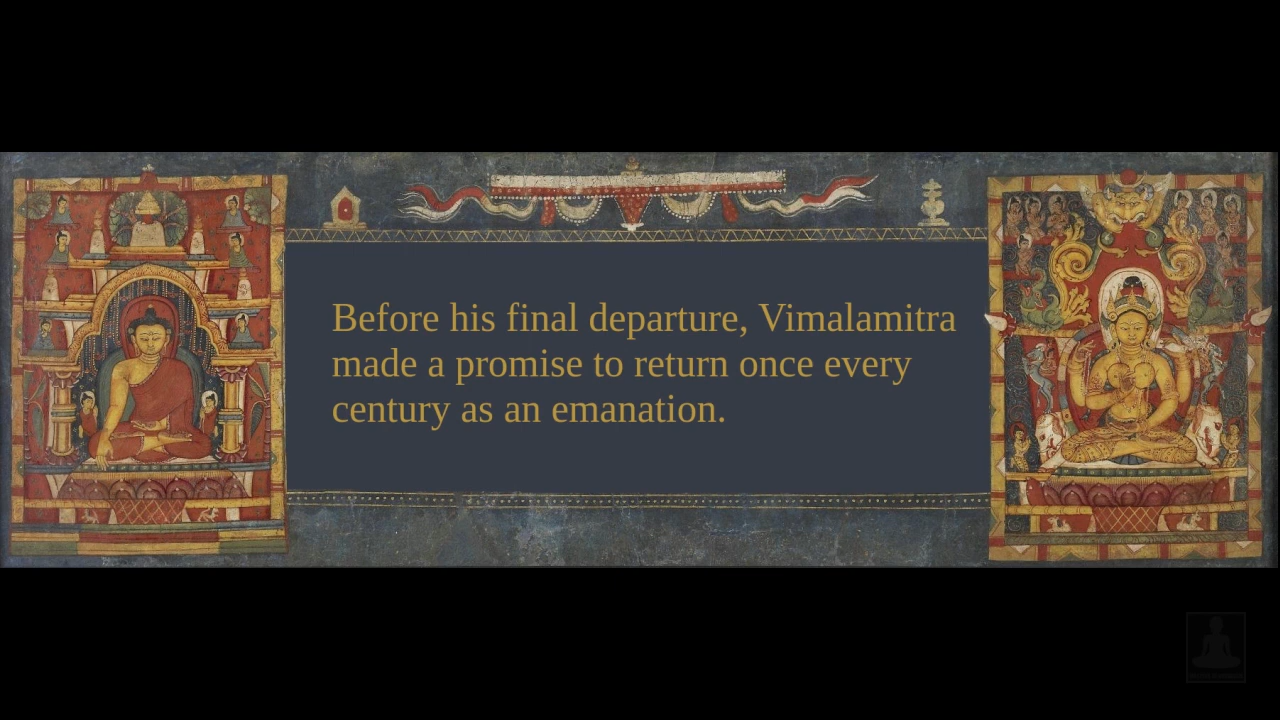 Before his final departure, Vimalamitra
made a promise to return once every
century as an emanation.